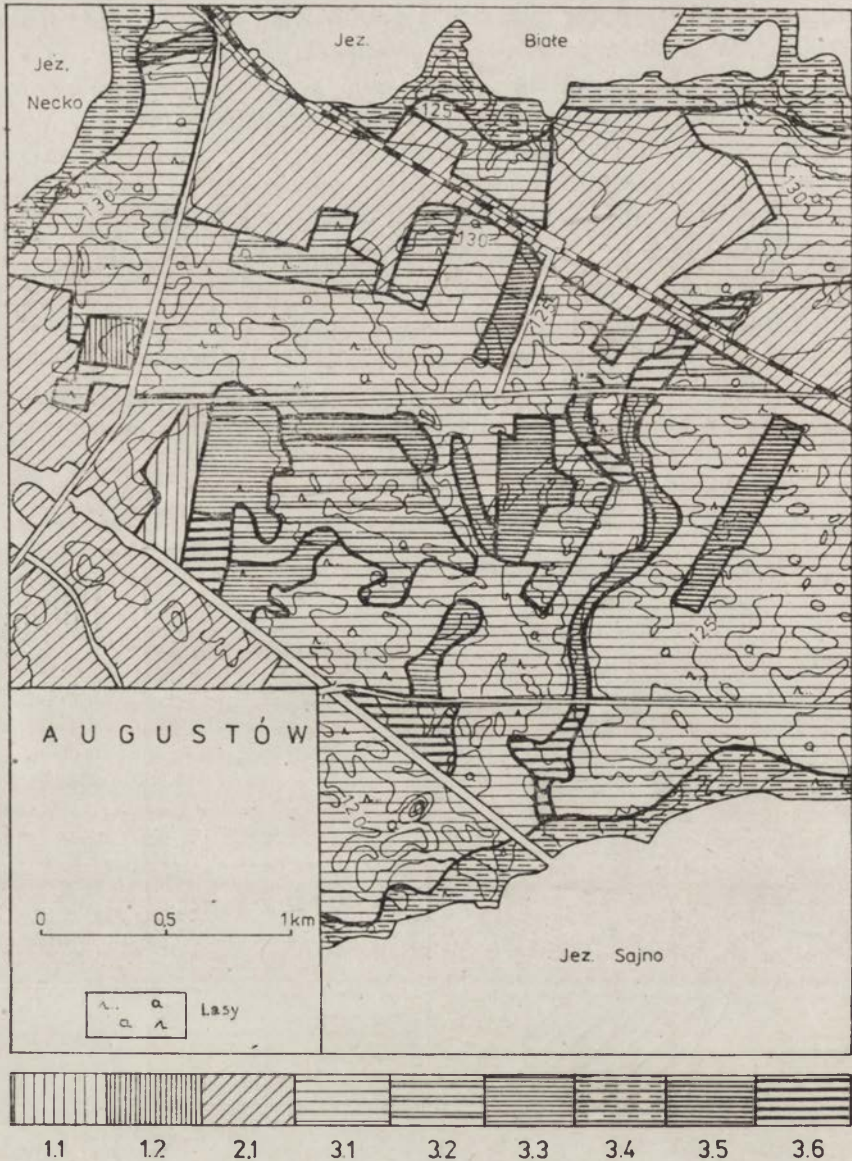 Jez.
Necko
Jez. Białe
125
130
130
130
125
125
120
AUGUSTÓW
0 0,5 1km
Lasy
Jez. Sajno
1.1 1.2 2.1 3.1 3.2 3.3 3.4 3.5 3.6